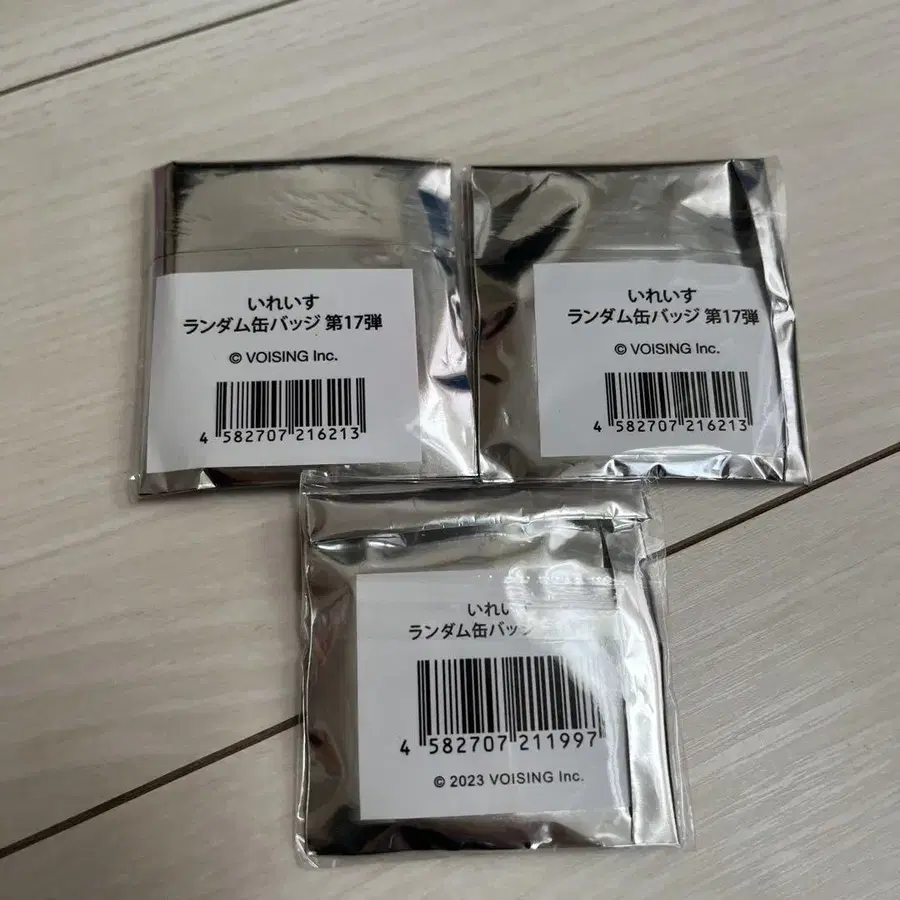 いれいす
ランダム缶バッジ 第17弾
© VOISING Inc.
4 582707 216213
いれいす
ランダム缶バッジ 第17弾
© VOISING Inc.
4 582707 216213
いれい
ランダム缶バッジ
4 582707 211997
© 2023 VOISING Inc.